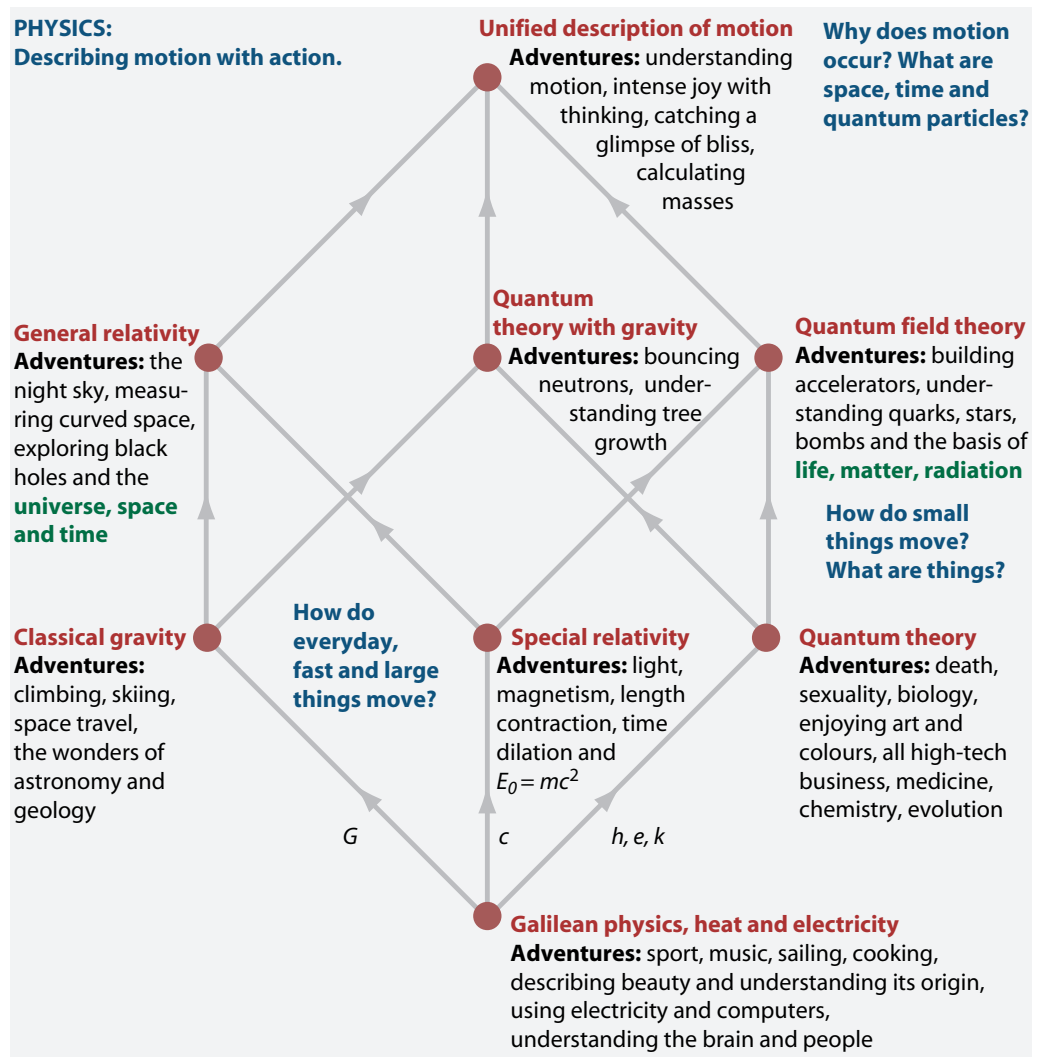 PHYSICS:
Describing motion with action.
Unified description of motion
Adventures: understanding
motion, intense joy with
thinking, catching a
glimpse of bliss,
calculating
masses
Why does motion
occur? What are
space, time and
quantum particles?
General relativity
Adventures: the
night sky, measu-
ring curved space,
exploring black
holes and the
universe, space
and time
Quantum
theory with gravity
Adventures: bouncing
neutrons, under-
standing tree
growth
Quantum field theory
Adventures: building
accelerators, under-
standing quarks, stars,
bombs and the basis of
life, matter, radiation
How do small
things move?
What are things?
Classical gravity
Adventures:
climbing, skiing,
space travel,
the wonders of
astronomy and
geology
How do
everyday,
fast and large
things move?
Special relativity
Adventures: light,
magnetism, length
contraction, time
dilation and
E₀ = mc²
Quantum theory
Adventures: death,
sexuality, biology,
enjoying art and
colours, all high-tech
business, medicine,
chemistry, evolution
G
c
h, e, k
Galilean physics, heat and electricity
Adventures: sport, music, sailing, cooking,
describing beauty and understanding its origin,
using electricity and computers,
understanding the brain and people